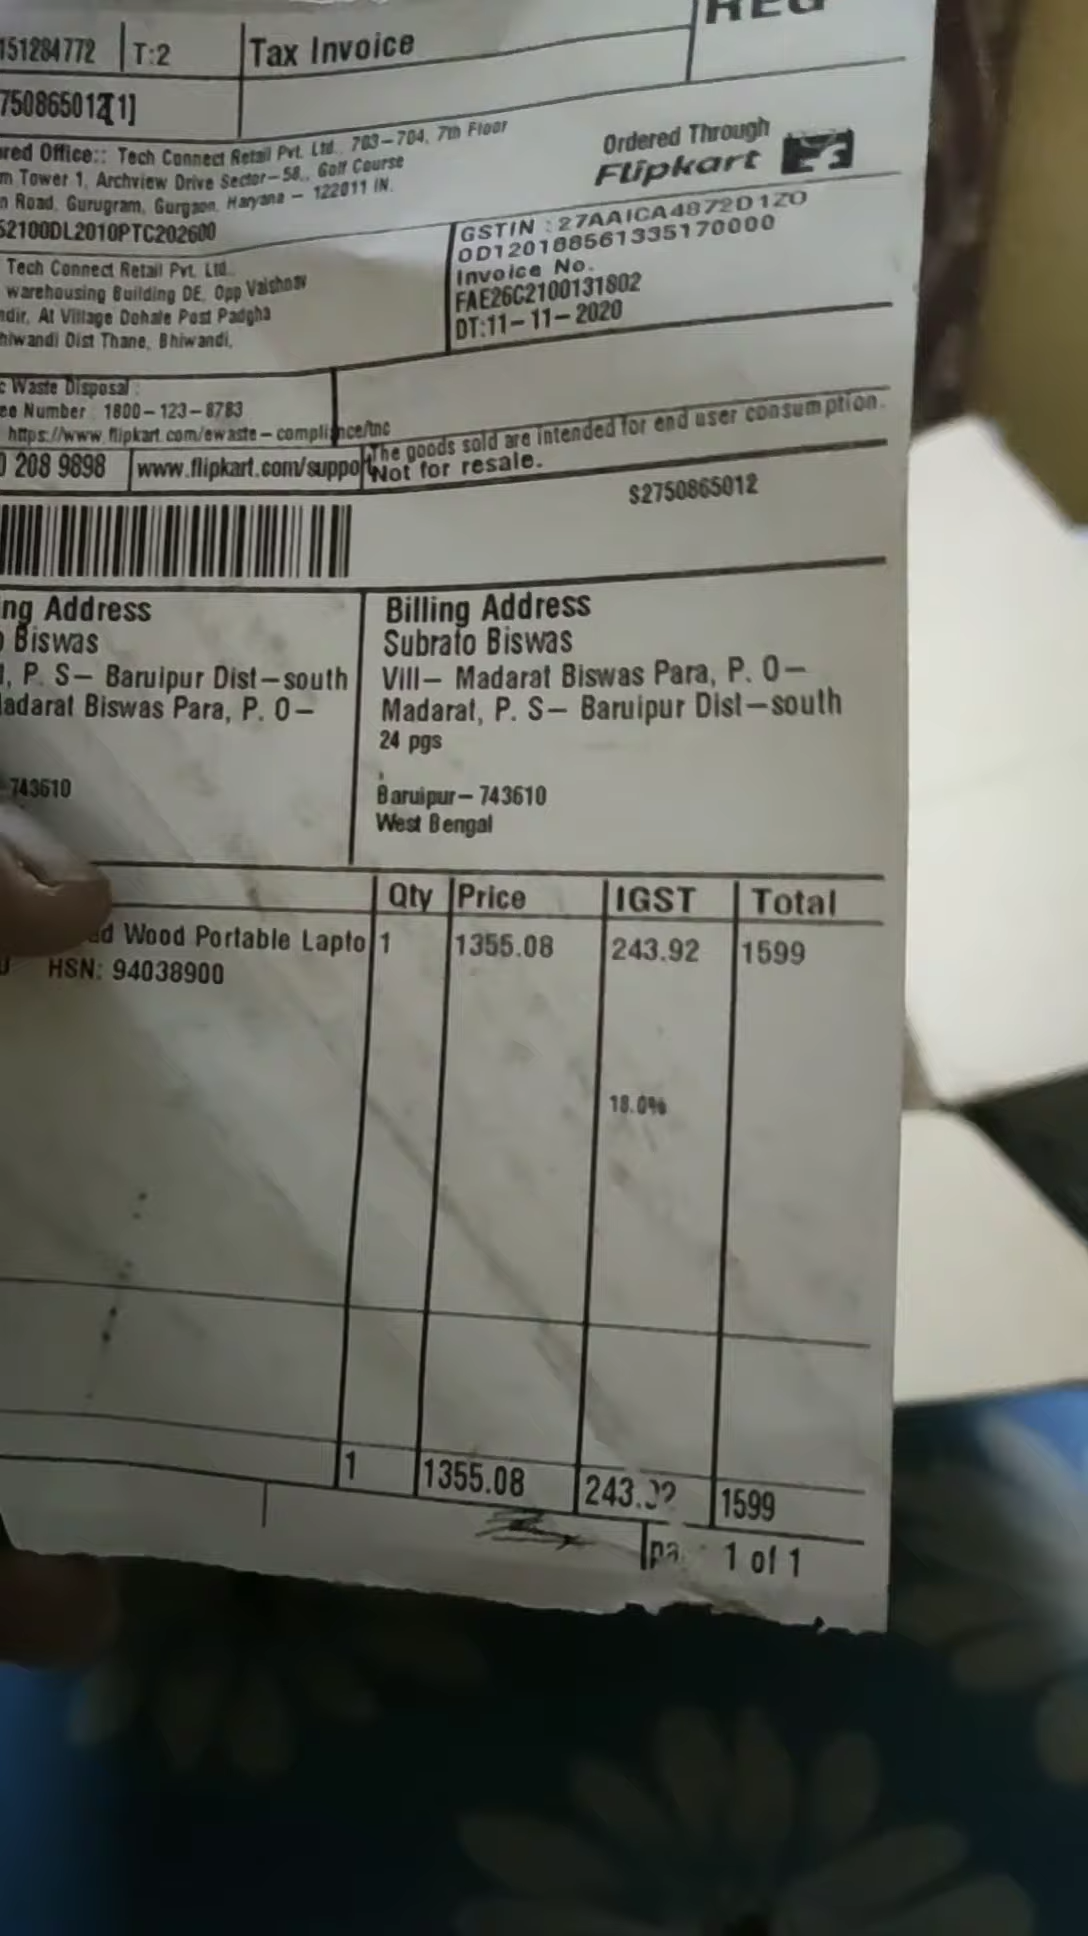 151284772 T:2 Tax Invoice REG
7508650121[1]
red Office:: Tech Connect Retail Pvt. Ltd., 703-704, 7th Floor
m Tower 1, Archview Drive Sector-58,, Golf Course
n Road, Gurugram, Gurgaon, Haryana - 122011 IN.
52100DL2010PTC202600
Ordered Through
Flipkart
Tech Connect Retail Pvt. Ltd.,
warehousing Building DE, Opp Vaishnav
ndir, At Village Dohale Post Padgha
hiwandi Dist Thane, Bhiwandi,
GSTIN : 27AAICA4872D1ZO
OD120188561335170000
Invoice No.
FAE26C2100131802
DT:11-11-2020
c Waste Disposal :
ee Number : 1800-123-8783
https://www.flipkart.com/ewaste-compliance/tnc
0 208 9898 www.flipkart.com/support
The goods sold are intended for end user consumption.
Not for resale.
S2750865012
ng Address
o Biswas
, P. S- Baruipur Dist-south
adarat Biswas Para, P. O-
-743610
Billing Address
Subrato Biswas
Vill- Madarat Biswas Para, P. O-
Madarat, P. S- Baruipur Dist-south
24 pgs
Baruipur- 743610
West Bengal
Qty Price IGST Total
d Wood Portable Lapto 1 1355.08 243.92 1599
HSN: 94038900
18.0%
1 1355.08 243. 1599
pa 1 of 1